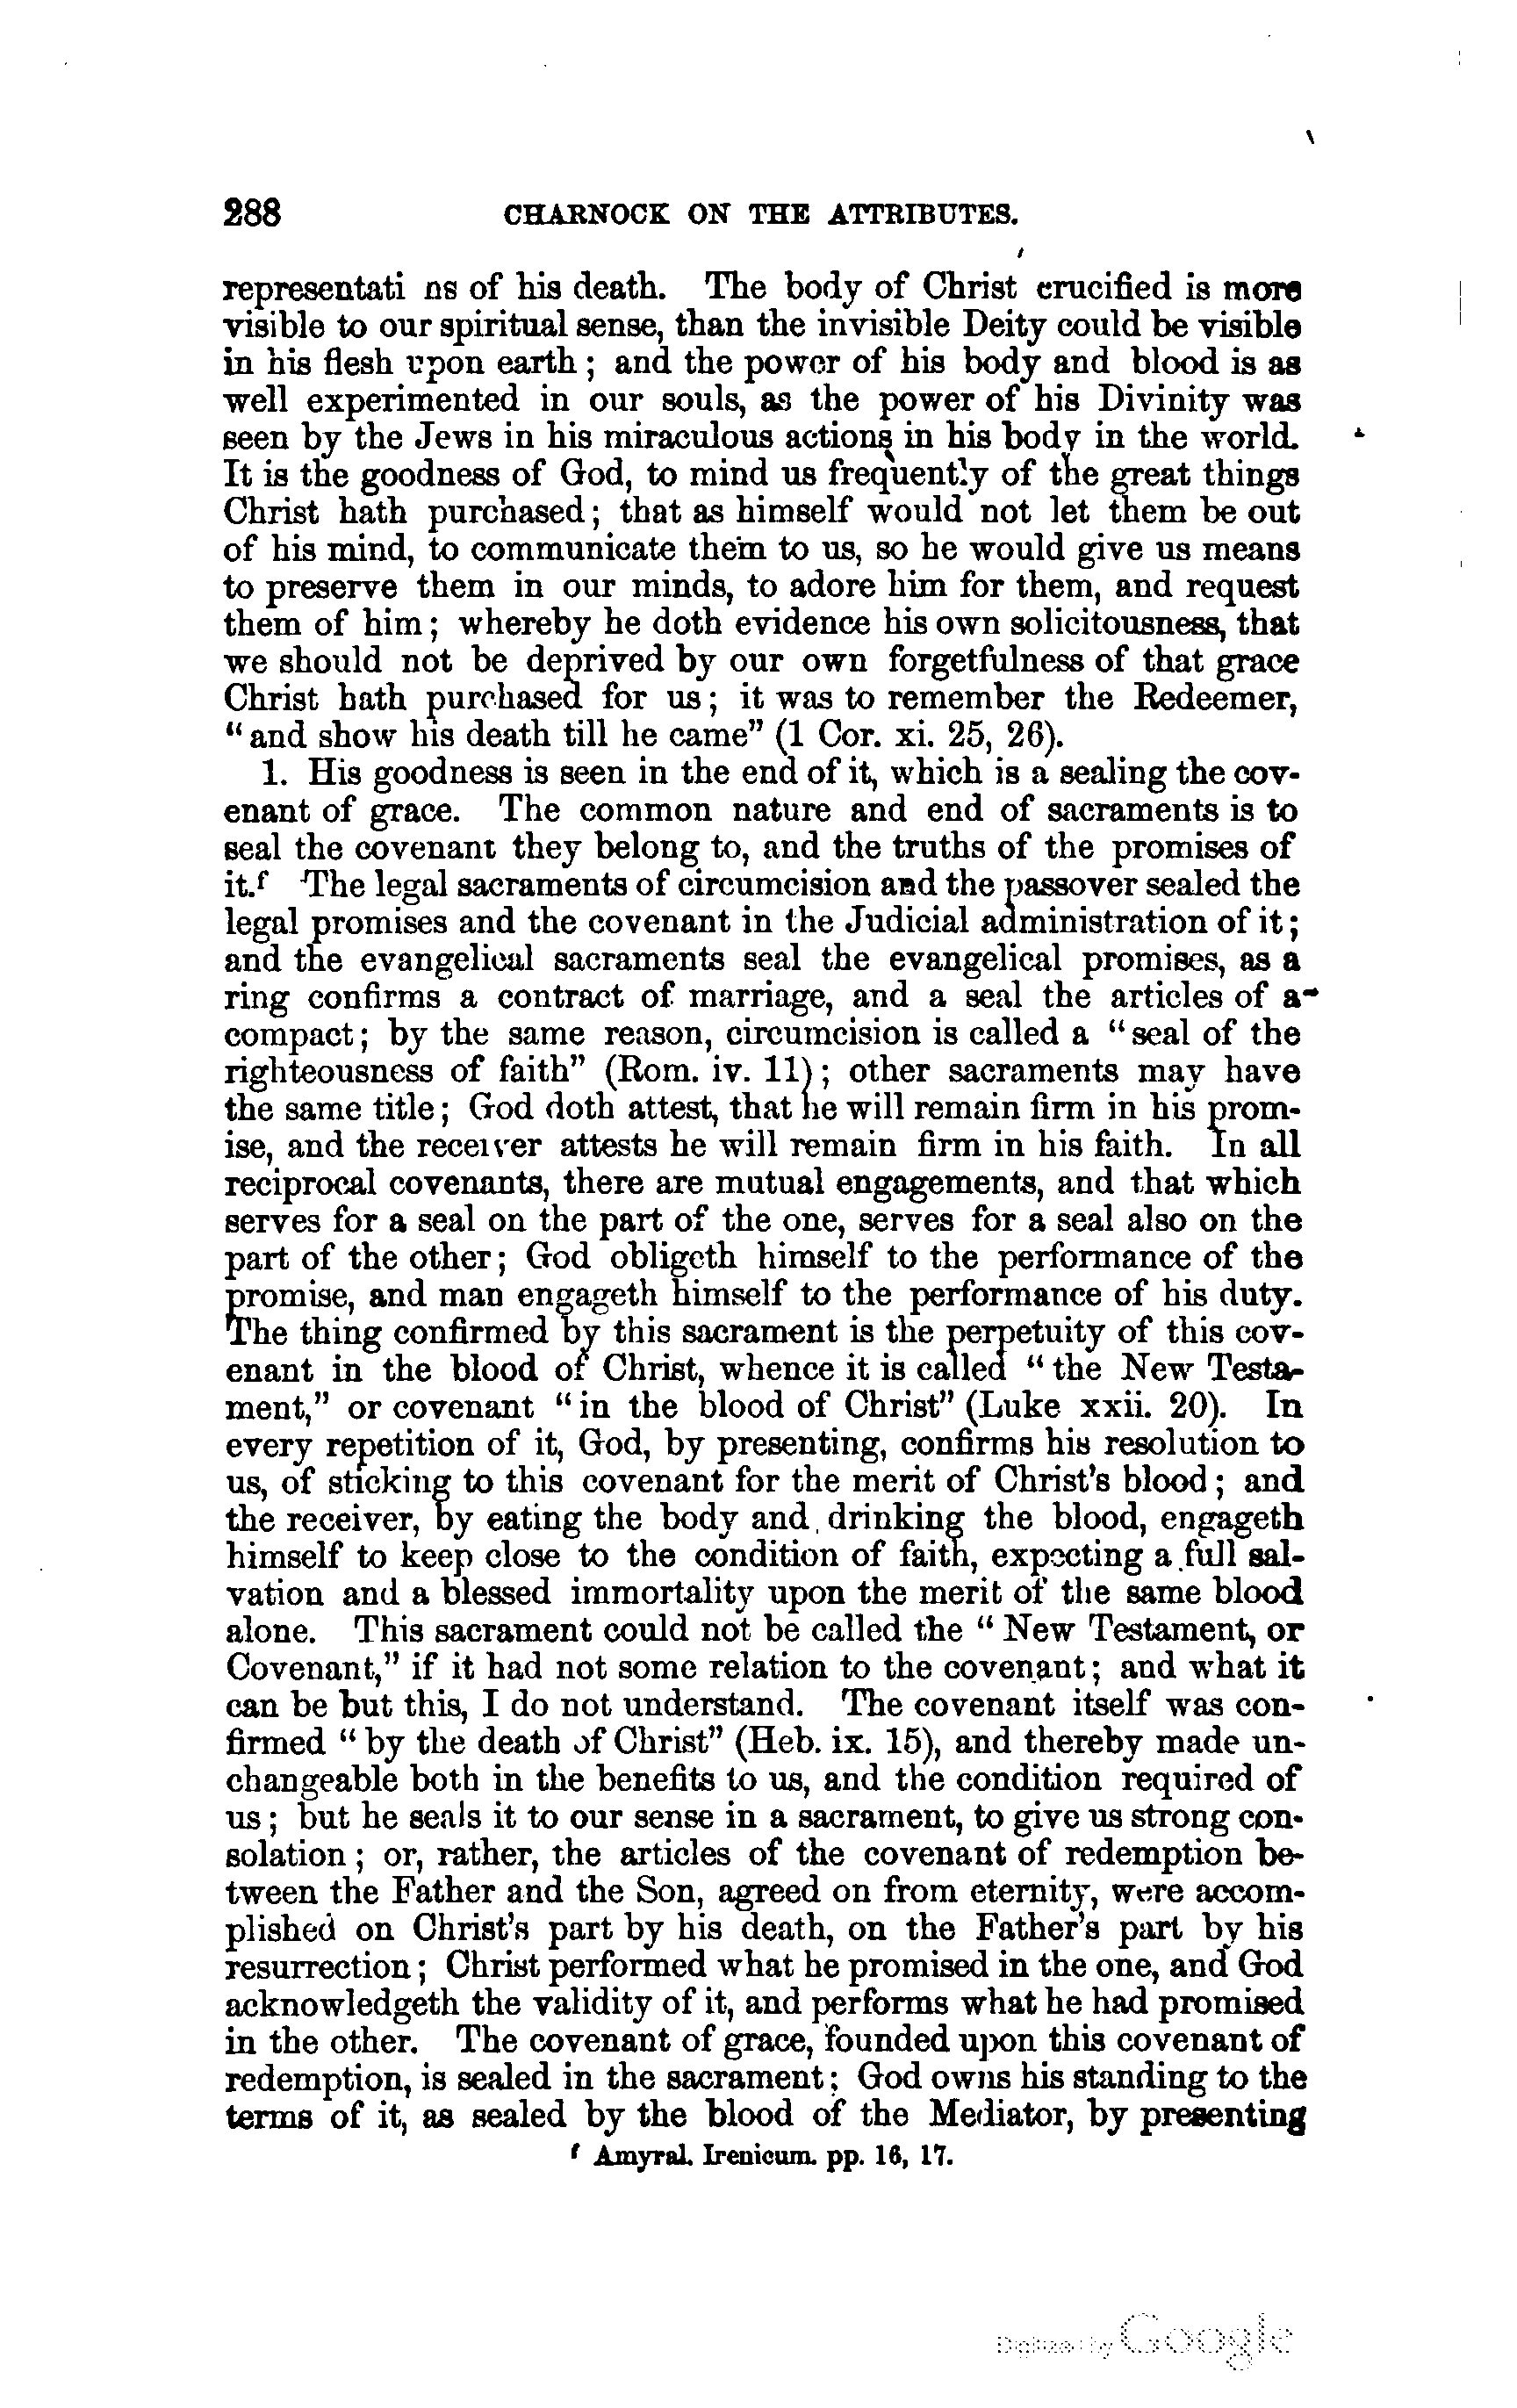 288 CHARNOCK ON THE ATTRIBUTES.
representati ns of his death. The body of Christ crucified is more
visible to our spiritual sense, than the invisible Deity could be visible
in his flesh upon earth; and the power of his body and blood is as
well experimented in our souls, as the power of his Divinity was
seen by the Jews in his miraculous actions in his body in the world.
It is the goodness of God, to mind us frequently of the great things
Christ hath purchased; that as himself would not let them be out
of his mind, to communicate them to us, so he would give us means
to preserve them in our minds, to adore him for them, and request
them of him; whereby he doth evidence his own solicitousness, that
we should not be deprived by our own forgetfulness of that grace
Christ hath purchased for us; it was to remember the Redeemer,
"and show his death till he came" (1 Cor. xi. 25, 26).
1. His goodness is seen in the end of it, which is a sealing the cov-
enant of grace. The common nature and end of sacraments is to
seal the covenant they belong to, and the truths of the promises of
it.f The legal sacraments of circumcision and the passover sealed the
legal promises and the covenant in the Judicial administration of it;
and the evangelical sacraments seal the evangelical promises, as a
ring confirms a contract of marriage, and a seal the articles of a
compact; by the same reason, circumcision is called a "seal of the
righteousness of faith" (Rom. iv. 11); other sacraments may have
the same title; God doth attest, that he will remain firm in his prom-
ise, and the receiver attests he will remain firm in his faith. In all
reciprocal covenants, there are mutual engagements, and that which
serves for a seal on the part of the one, serves for a seal also on the
part of the other; God obligeth himself to the performance of the
promise, and man engageth himself to the performance of his duty.
The thing confirmed by this sacrament is the perpetuity of this cov-
enant in the blood of Christ, whence it is called "the New Testa-
ment," or covenant "in the blood of Christ" (Luke xxii. 20). In
every repetition of it, God, by presenting, confirms his resolution to
us, of sticking to this covenant for the merit of Christ's blood; and
the receiver, by eating the body and drinking the blood, engageth
himself to keep close to the condition of faith, expecting a full sal-
vation and a blessed immortality upon the merit of the same blood
alone. This sacrament could not be called the "New Testament, or
Covenant," if it had not some relation to the covenant; and what it
can be but this, I do not understand. The covenant itself was con-
firmed "by the death of Christ" (Heb. ix. 15), and thereby made un-
changeable both in the benefits to us, and the condition required of
us; but he seals it to our sense in a sacrament, to give us strong con-
solation; or, rather, the articles of the covenant of redemption be-
tween the Father and the Son, agreed on from eternity, were accom-
plished on Christ's part by his death, on the Father's part by his
resurrection; Christ performed what he promised in the one, and God
acknowledgeth the validity of it, and performs what he had promised
in the other. The covenant of grace, founded upon this covenant of
redemption, is sealed in the sacrament; God owns his standing to the
terms of it, as sealed by the blood of the Mediator, by presenting
f Amyral. Irenicum. pp. 16, 17.
Digitized by Google